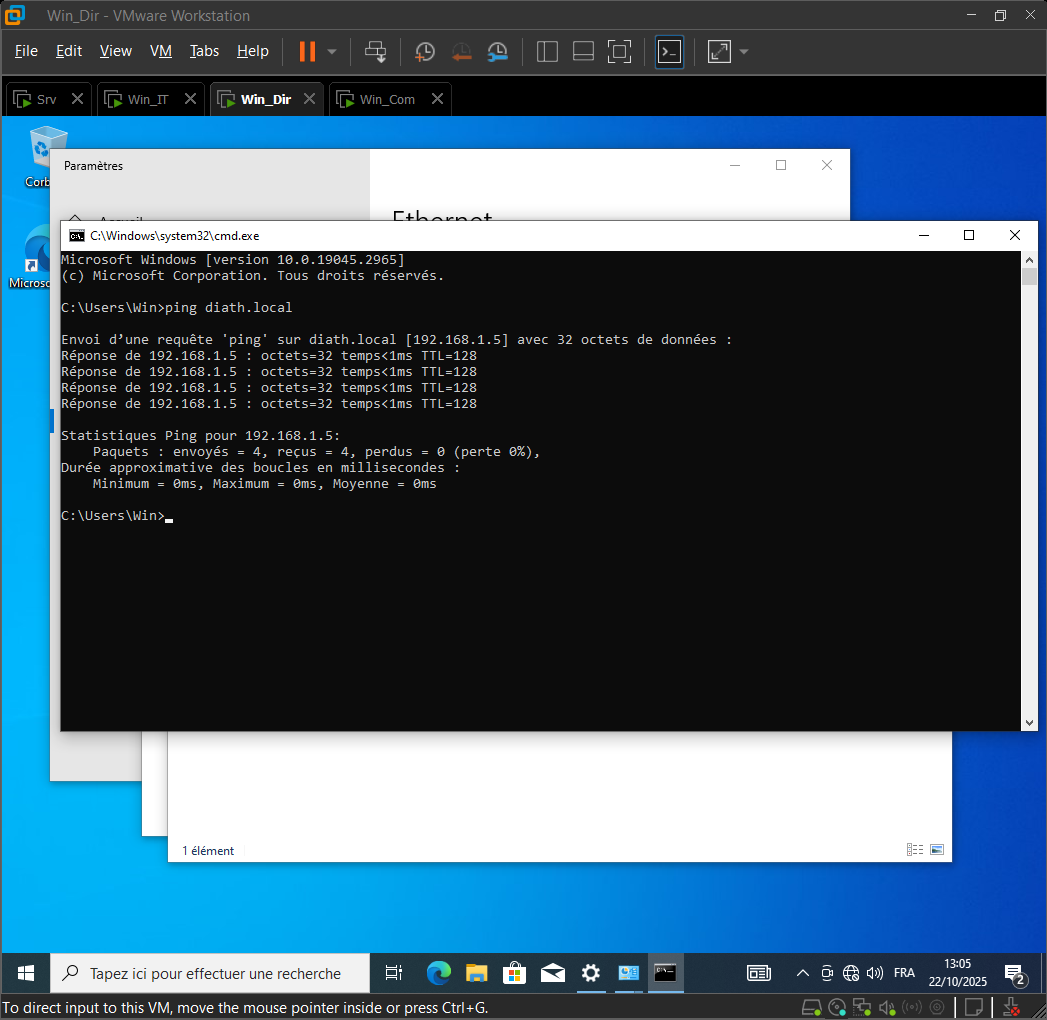 Win_Dir - VMware Workstation
File Edit View VM Tabs Help
Srv Win_IT Win_Dir Win_Com
Corb
Microso
Paramètres
Accueil
Ethernet
C:\Windows\system32\cmd.exe
Microsoft Windows [version 10.0.19045.2965]
(c) Microsoft Corporation. Tous droits réservés.
C:\Users\Win>ping diath.local
Envoi d’une requête 'ping' sur diath.local [192.168.1.5] avec 32 octets de données :
Réponse de 192.168.1.5 : octets=32 temps<1ms TTL=128
Réponse de 192.168.1.5 : octets=32 temps<1ms TTL=128
Réponse de 192.168.1.5 : octets=32 temps<1ms TTL=128
Réponse de 192.168.1.5 : octets=32 temps<1ms TTL=128
Statistiques Ping pour 192.168.1.5:
Paquets : envoyés = 4, reçus = 4, perdus = 0 (perte 0%),
Durée approximative des boucles en millisecondes :
Minimum = 0ms, Maximum = 0ms, Moyenne = 0ms
C:\Users\Win>
1 élément
Tapez ici pour effectuer une recherche
FRA
13:05
22/10/2025
2
To direct input to this VM, move the mouse pointer inside or press Ctrl+G.